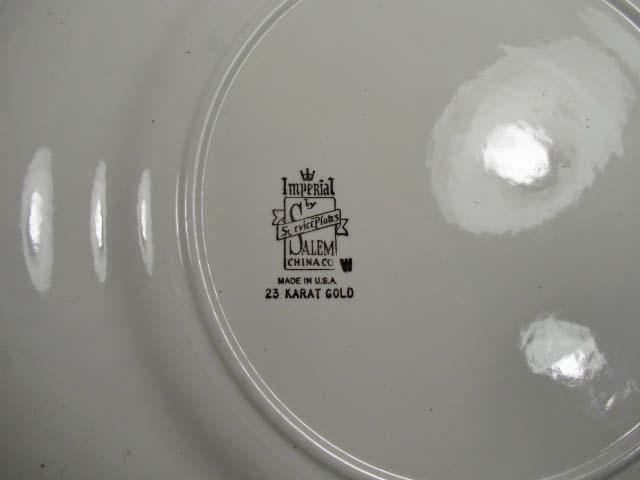 Imperial
by
Service Plates
SALEM
CHINA CO
W
MADE IN U.S.A.
23 KARAT GOLD